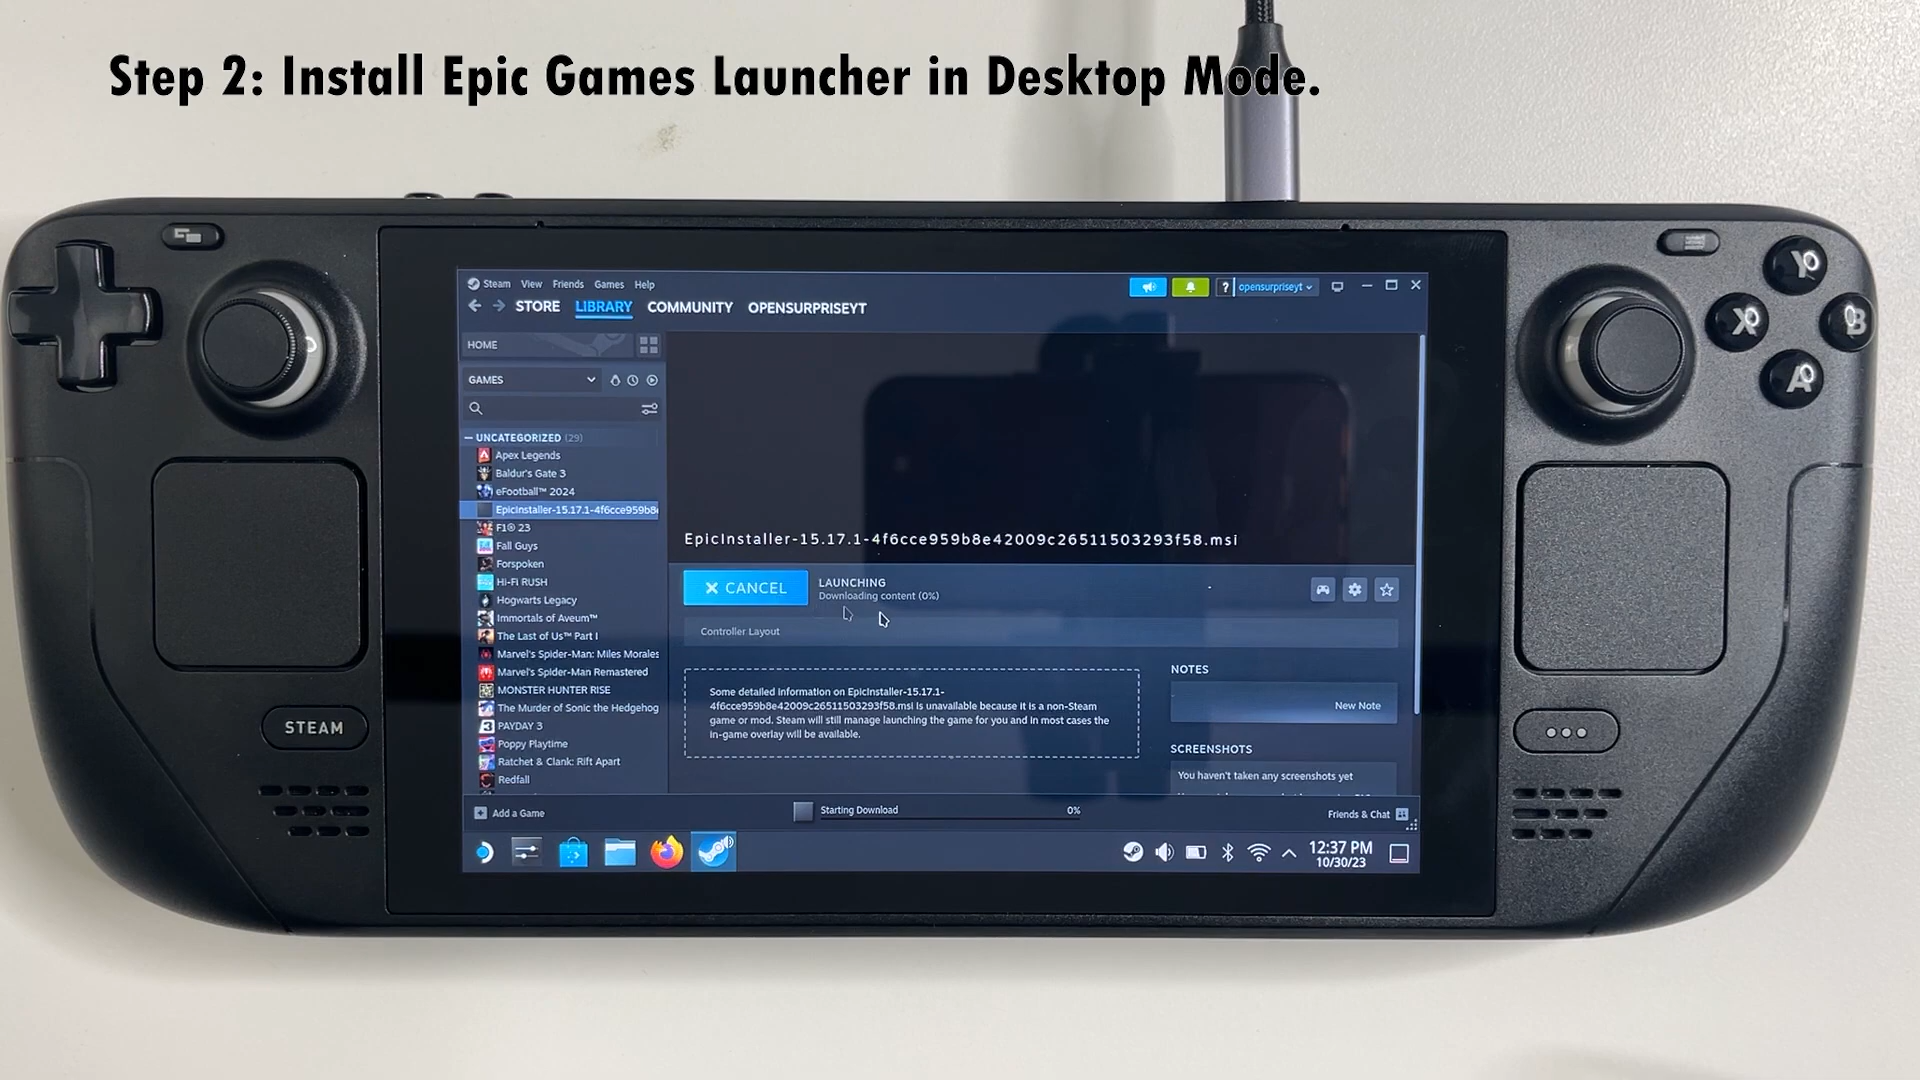 Step 2: Install Epic Games Launcher in Desktop Mode.
Steam View Friends Games Help
? opensurpriseyt
STORE LIBRARY COMMUNITY OPENSURPRISEYT
HOME
GAMES
UNCATEGORIZED (29)
Apex Legends
Baldur's Gate 3
eFootball™ 2024
EpicInstaller-15.17.1-4f6cce959b8e
F1® 23
Fall Guys
Forspoken
Hi-Fi RUSH
Hogwarts Legacy
Immortals of Aveum™
The Last of Us™ Part I
Marvel's Spider-Man: Miles Morales
Marvel's Spider-Man Remastered
MONSTER HUNTER RISE
The Murder of Sonic the Hedgehog
PAYDAY 3
Poppy Playtime
Ratchet & Clank: Rift Apart
Redfall
Add a Game
EpicInstaller-15.17.1-4f6cce959b8e42009c26511503293f58.msi
CANCEL
LAUNCHING
Downloading content (0%)
Controller Layout
Some detailed information on EpicInstaller-15.17.1-
4f6cce959b8e42009c26511503293f58.msi is unavailable because it is a non-Steam
game or mod. Steam will still manage launching the game for you and in most cases the
in-game overlay will be available.
NOTES
New Note
SCREENSHOTS
You haven't taken any screenshots yet
Starting Download 0%
Friends & Chat
12:37 PM
10/30/23
STEAM
Y
X
B
A